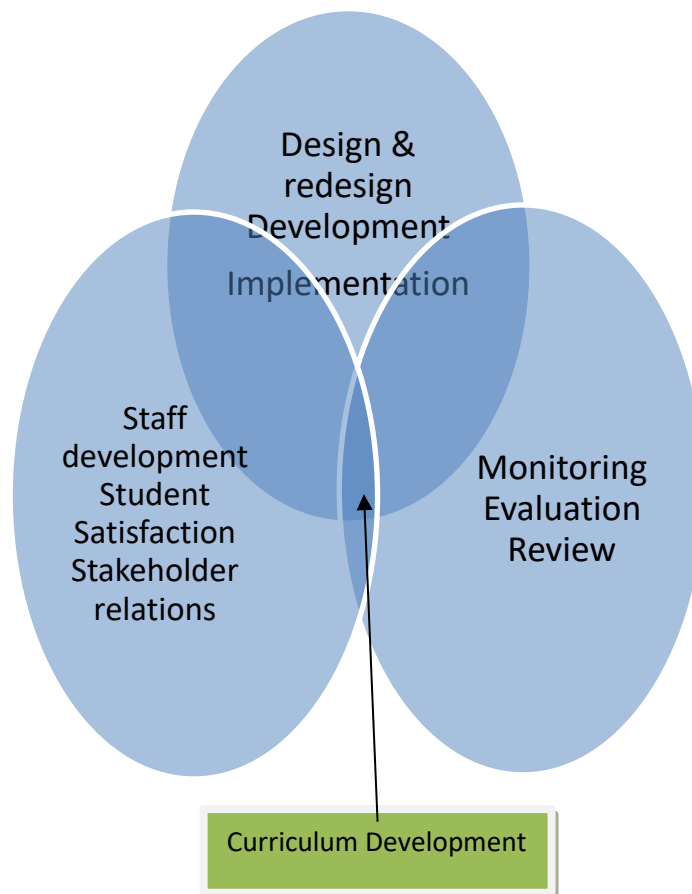 Design &
redesign
Development
Implementation
Staff
development
Student
Satisfaction
Stakeholder
relations
Monitoring
Evaluation
Review
Curriculum Development